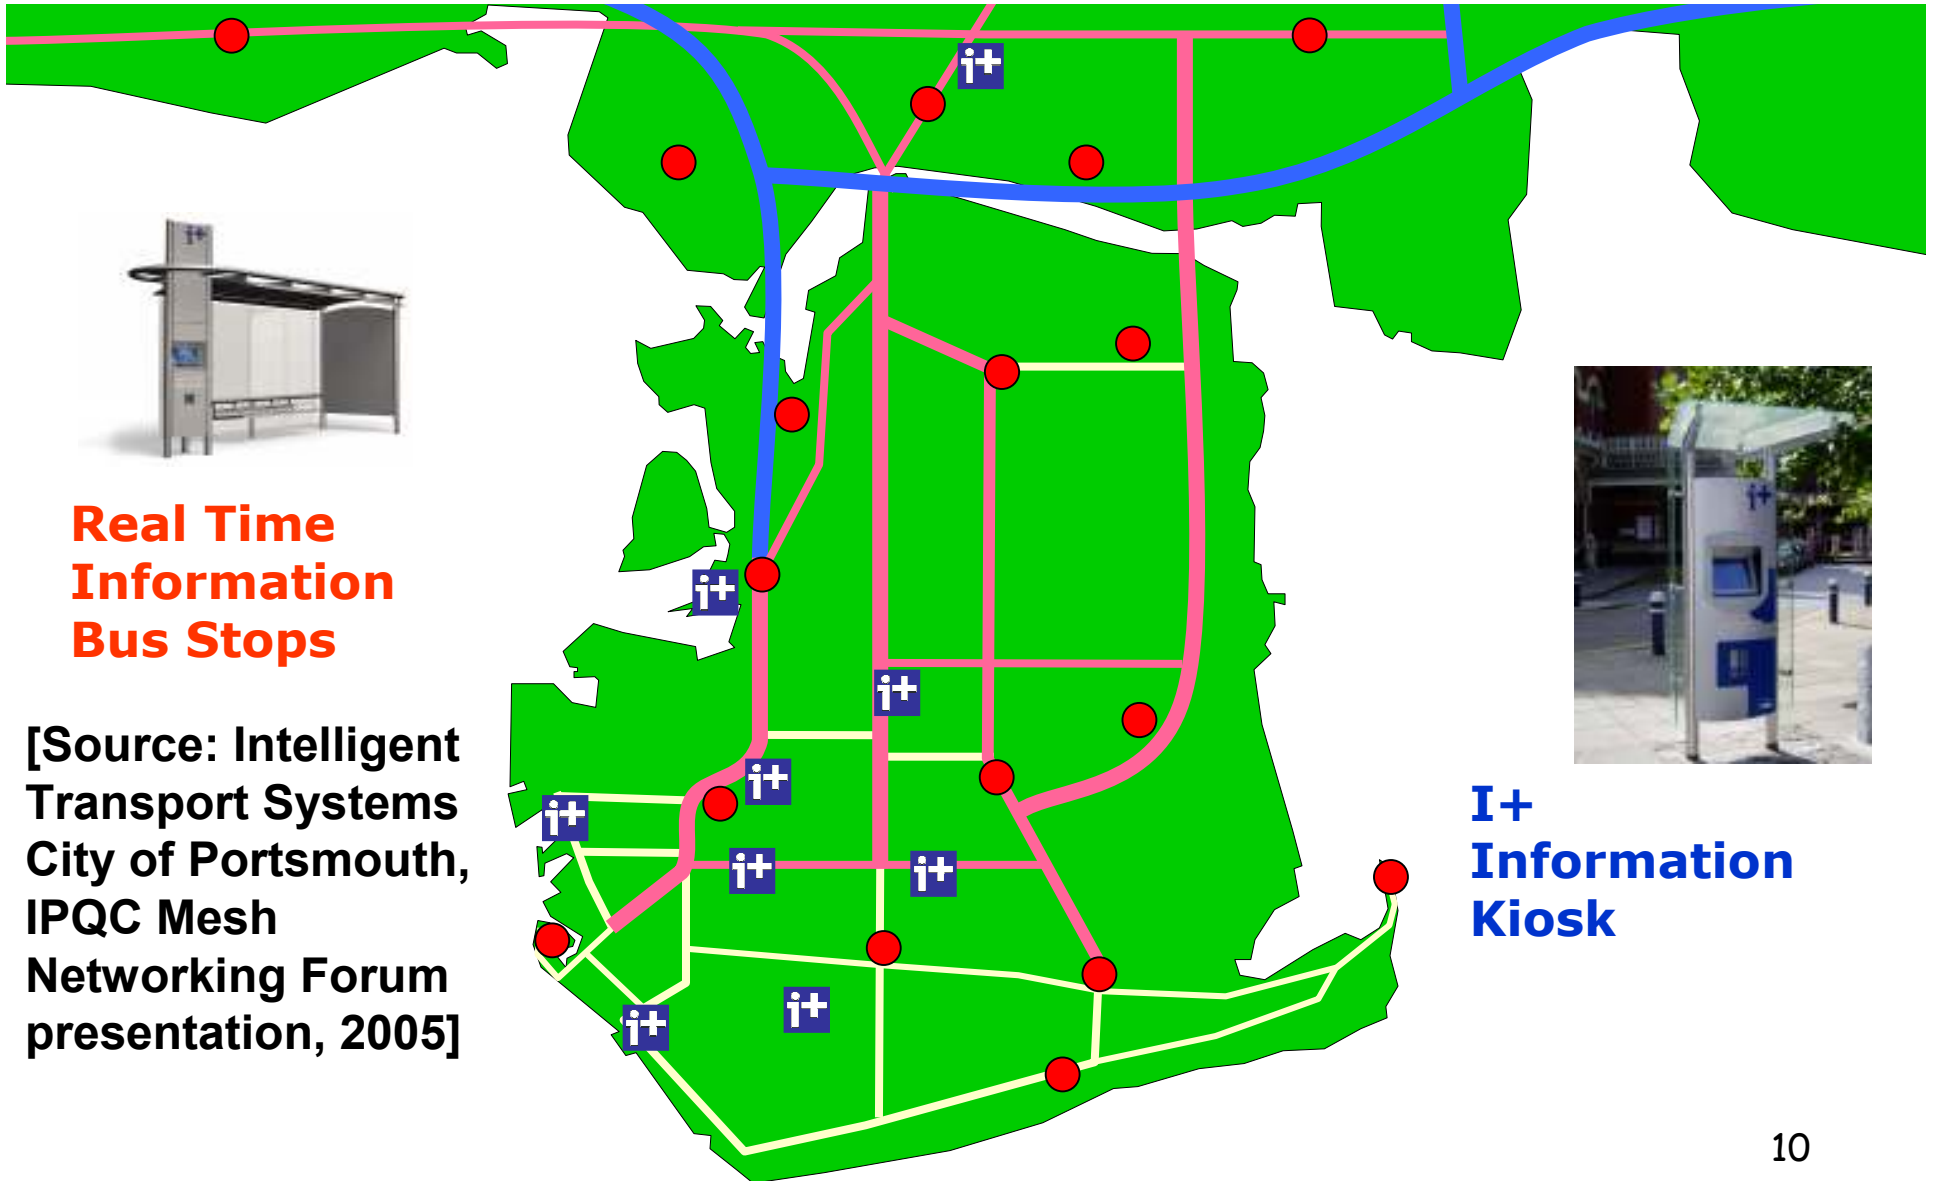 i+
i+
Real Time
Information
Bus Stops
i+
i+
[Source: Intelligent
Transport Systems
City of Portsmouth,
IPQC Mesh
Networking Forum
presentation, 2005]
i+
i+
i+
i+
i+
i+
i+
i+
I+
Information
Kiosk
10